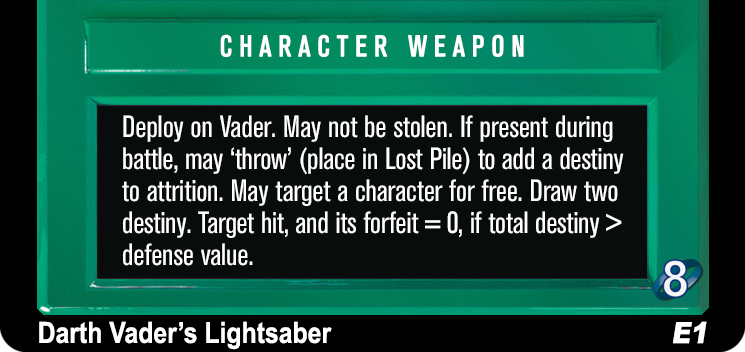 CHARACTER WEAPON
Deploy on Vader. May not be stolen. If present during
battle, may ‘throw’ (place in Lost Pile) to add a destiny
to attrition. May target a character for free. Draw two
destiny. Target hit, and its forfeit = 0, if total destiny >
defense value.
8
Darth Vader’s Lightsaber E1